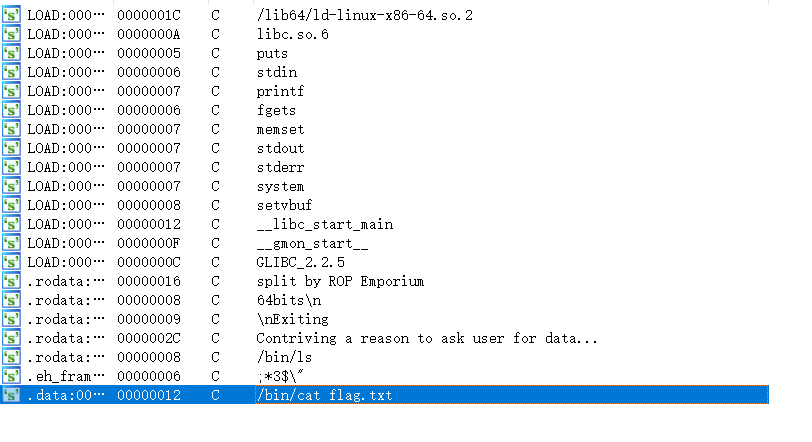 's' LOAD:000… 0000001C C /lib64/ld-linux-x86-64.so.2
's' LOAD:000… 0000000A C libc.so.6
's' LOAD:000… 00000005 C puts
's' LOAD:000… 00000006 C stdin
's' LOAD:000… 00000007 C printf
's' LOAD:000… 00000006 C fgets
's' LOAD:000… 00000007 C memset
's' LOAD:000… 00000007 C stdout
's' LOAD:000… 00000007 C stderr
's' LOAD:000… 00000007 C system
's' LOAD:000… 00000008 C setvbuf
's' LOAD:000… 00000012 C __libc_start_main
's' LOAD:000… 0000000F C __gmon_start__
's' LOAD:000… 0000000C C GLIBC_2.2.5
's' .rodata:… 00000016 C split by ROP Emporium
's' .rodata:… 00000008 C 64bits\n
's' .rodata:… 00000009 C \nExiting
's' .rodata:… 0000002C C Contriving a reason to ask user for data...
's' .rodata:… 00000008 C /bin/ls
's' .eh_fram… 00000006 C ;*3$\"
's' .data:00… 00000012 C /bin/cat flag.txt